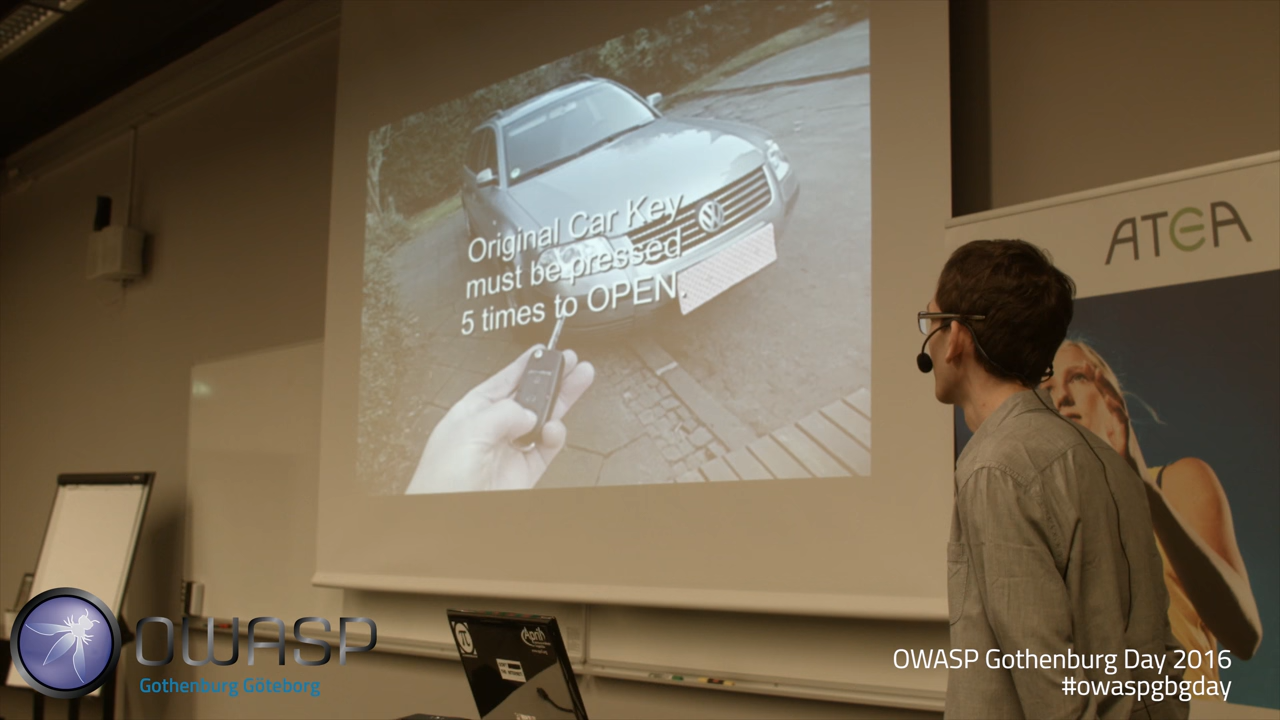 Original Car Key
must be pressed
5 times to OPEN.
ATEA
April
OWASP
Gothenburg Göteborg
OWASP Gothenburg Day 2016
#owaspgbgday